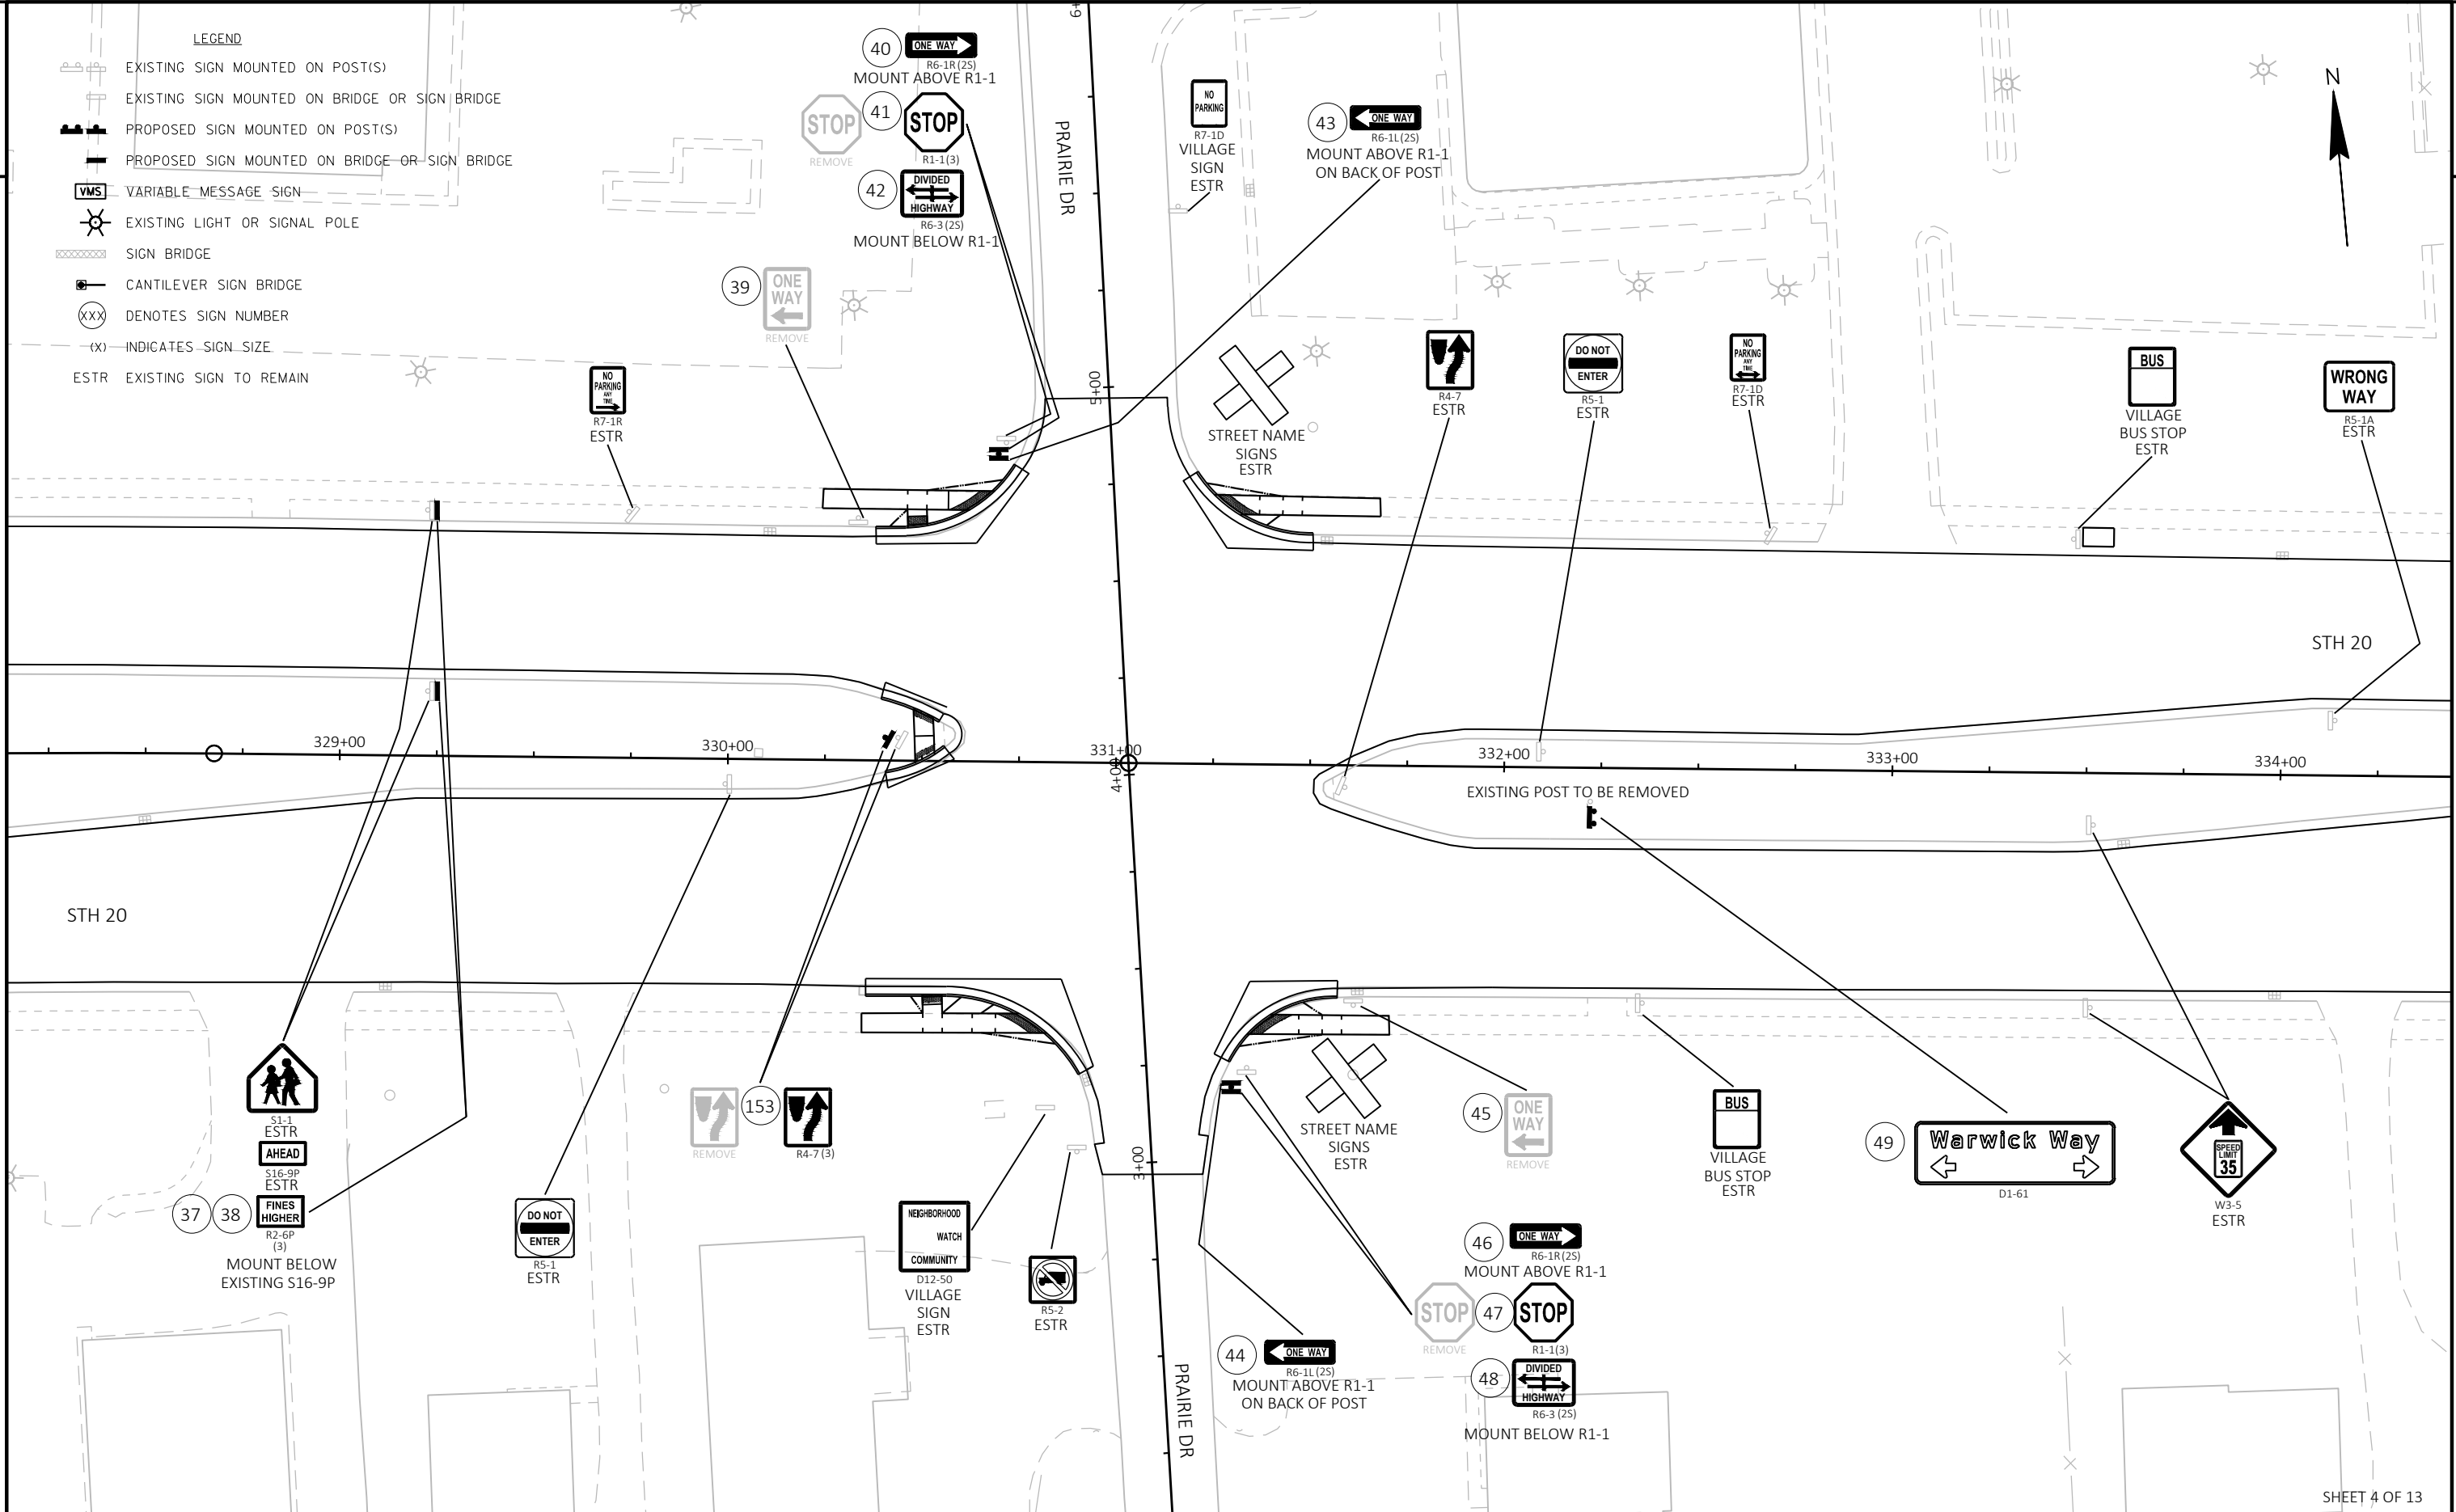 LEGEND
EXISTING SIGN MOUNTED ON POST(S)
EXISTING SIGN MOUNTED ON BRIDGE OR SIGN BRIDGE
PROPOSED SIGN MOUNTED ON POST(S)
PROPOSED SIGN MOUNTED ON BRIDGE OR SIGN BRIDGE
VMS VARIABLE MESSAGE SIGN
EXISTING LIGHT OR SIGNAL POLE
SIGN BRIDGE
CANTILEVER SIGN BRIDGE
XXX DENOTES SIGN NUMBER
(X) INDICATES SIGN SIZE
ESTR EXISTING SIGN TO REMAIN
40 ONE WAY
R6-1R(2S)
MOUNT ABOVE R1-1
STOP
REMOVE
41 STOP
R1-1(3)
42 DIVIDED
HIGHWAY
R6-3(2S)
MOUNT BELOW R1-1
39 ONE
WAY
REMOVE
NO
PARKING
ANY
TIME
R7-1R
ESTR
PRAIRIE DR
NO
PARKING
R7-1D
VILLAGE
SIGN
ESTR
43 ONE WAY
R6-1L(2S)
MOUNT ABOVE R1-1
ON BACK OF POST
N
5+00
STREET NAME
SIGNS
ESTR
R4-7
ESTR
DO NOT
ENTER
R5-1
ESTR
NO
PARKING
ANY
TIME
R7-1D
ESTR
BUS
VILLAGE
BUS STOP
ESTR
WRONG
WAY
R5-1A
ESTR
STH 20
329+00
330+00
331+00
4+00
332+00
333+00
334+00
EXISTING POST TO BE REMOVED
STH 20
S1-1
ESTR
AHEAD
S16-9P
ESTR
37 38 FINES
HIGHER
R2-6P
(3)
MOUNT BELOW
EXISTING S16-9P
DO NOT
ENTER
R5-1
ESTR
REMOVE
153
R4-7 (3)
NEIGHBORHOOD
WATCH
COMMUNITY
D12-50
VILLAGE
SIGN
ESTR
R5-2
ESTR
3+00
PRAIRIE DR
STREET NAME
SIGNS
ESTR
44 ONE WAY
R6-1L(2S)
MOUNT ABOVE R1-1
ON BACK OF POST
45 ONE
WAY
REMOVE
46 ONE WAY
R6-1R(2S)
MOUNT ABOVE R1-1
STOP
REMOVE
47 STOP
R1-1(3)
48 DIVIDED
HIGHWAY
R6-3 (2S)
MOUNT BELOW R1-1
BUS
VILLAGE
BUS STOP
ESTR
49 Warwick Way
D1-61
SPEED
LIMIT
35
W3-5
ESTR
SHEET 4 OF 13